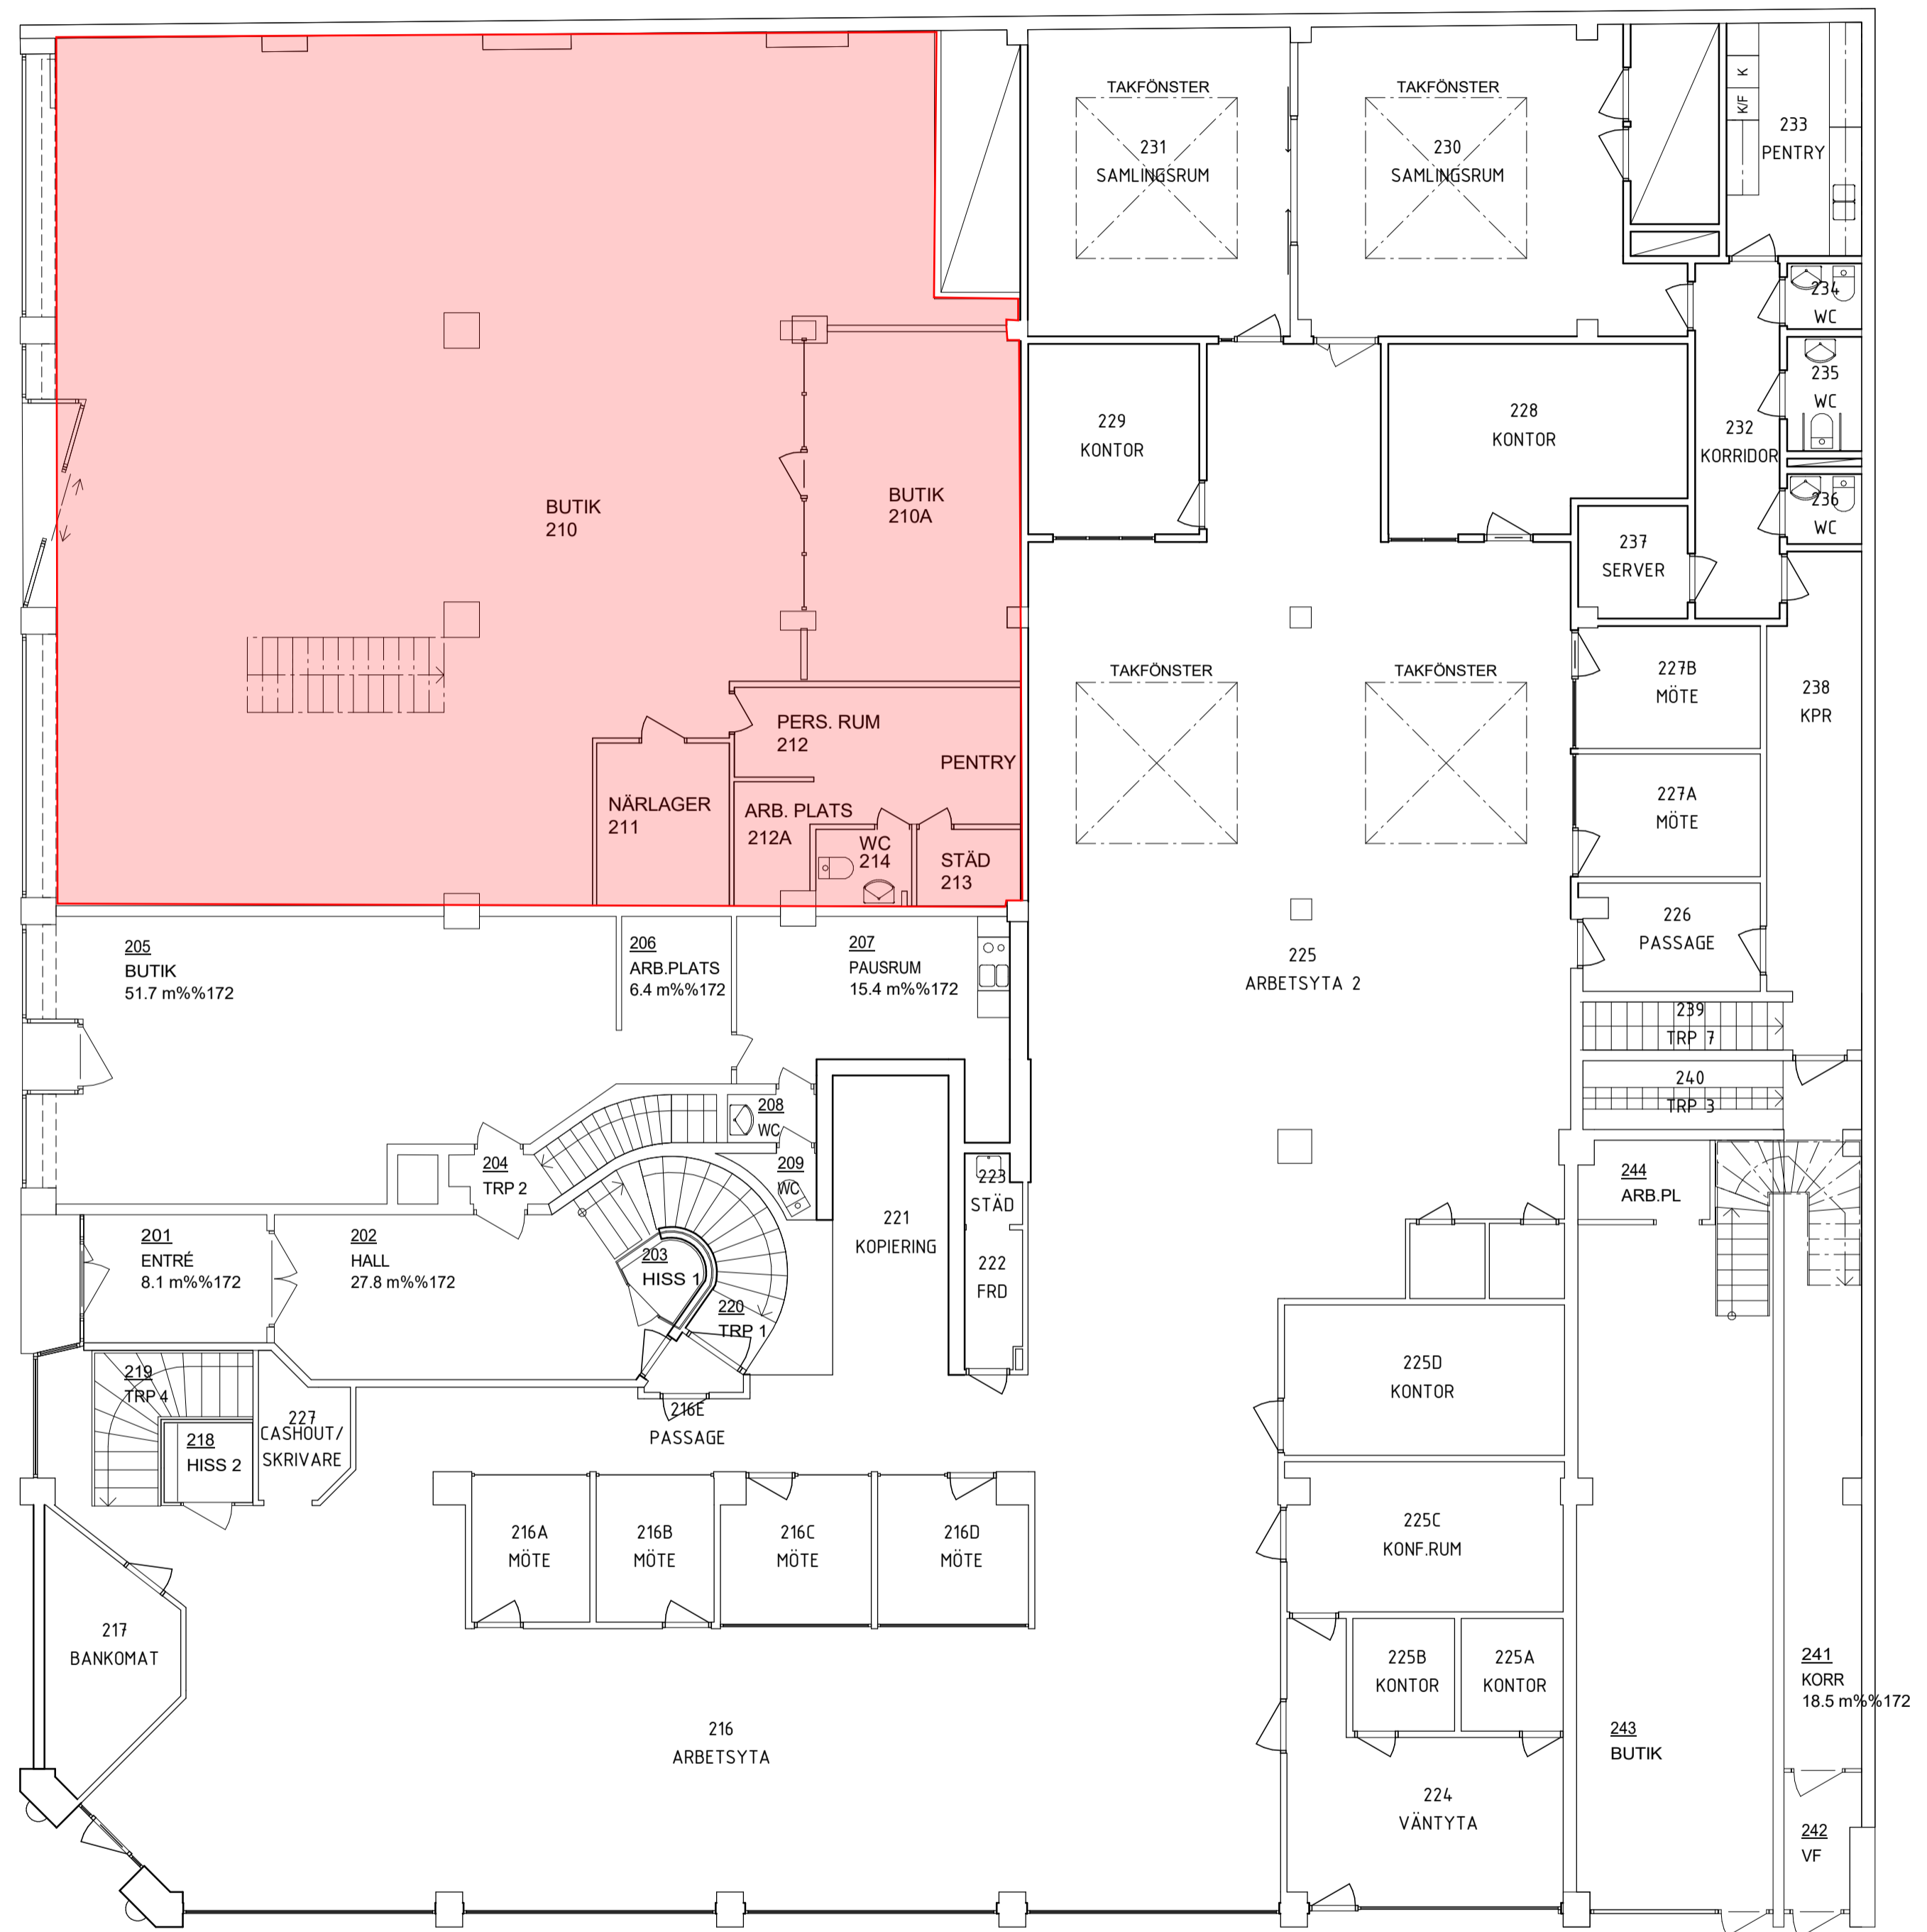 TAKFÖNSTER
231
SAMLINGSRUM
TAKFÖNSTER
230
SAMLINGSRUM
K
K/F
233
PENTRY
234
WC
235
WC
236
WC
232
KORRIDOR
229
KONTOR
228
KONTOR
237
SERVER
BUTIK
210
BUTIK
210A
PERS. RUM
212
PENTRY
NÄRLAGER
211
ARB. PLATS
212A
WC
214
STÄD
213
TAKFÖNSTER
TAKFÖNSTER
227B
MÖTE
238
KPR
227A
MÖTE
226
PASSAGE
225
ARBETSYTA 2
239
TRP 7
240
TRP 3
205
BUTIK
51.7 m%%172
206
ARB.PLATS
6.4 m%%172
207
PAUSRUM
15.4 m%%172
208
WC
209
WC
204
TRP 2
223
STÄD
222
FRD
221
KOPIERING
244
ARB.PL
201
ENTRÉ
8.1 m%%172
202
HALL
27.8 m%%172
203
HISS 1
220
TRP 1
219
TRP 4
218
HISS 2
227
CASHOUT/
SKRIVARE
216E
PASSAGE
225D
KONTOR
216A
MÖTE
216B
MÖTE
216C
MÖTE
216D
MÖTE
225C
KONF.RUM
217
BANKOMAT
225B
KONTOR
225A
KONTOR
241
KORR
18.5 m%%172
216
ARBETSYTA
243
BUTIK
224
VÄNTYTA
242
VF